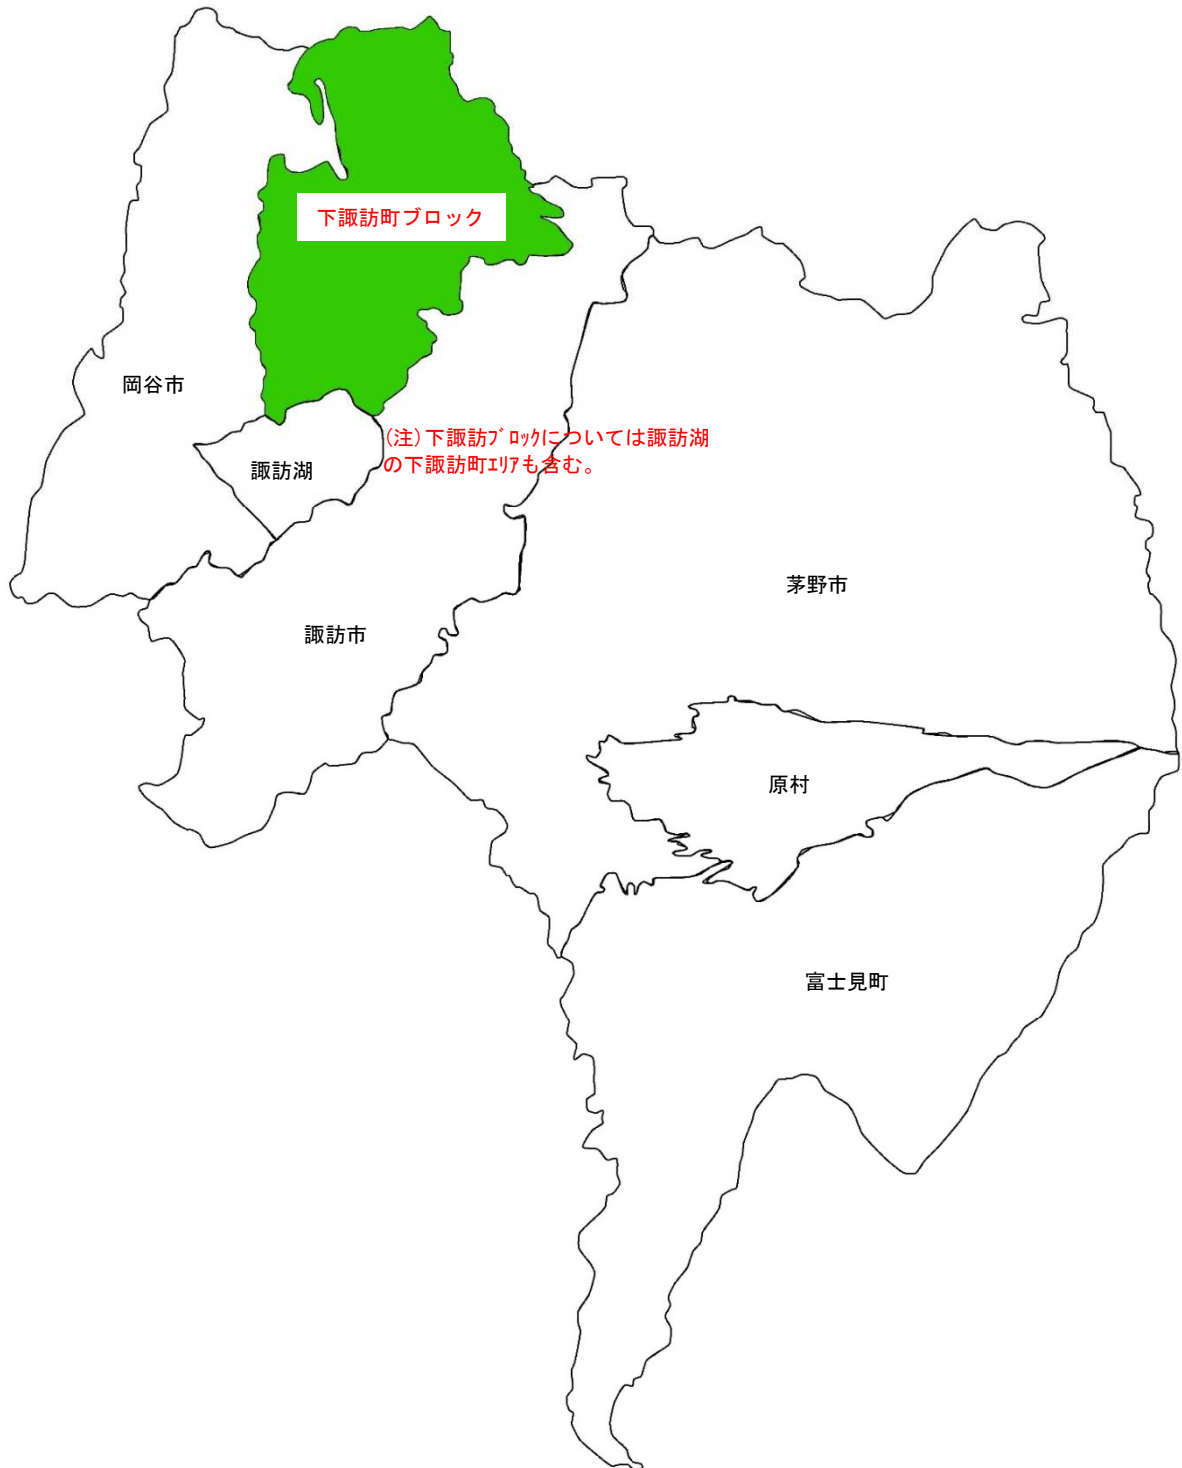 下諏訪町ブロック
岡谷市
(注)下諏訪ﾌﾞﾛｯｸについては諏訪湖
の下諏訪町ｴﾘｱも含む。
諏訪湖
茅野市
諏訪市
原村
富士見町